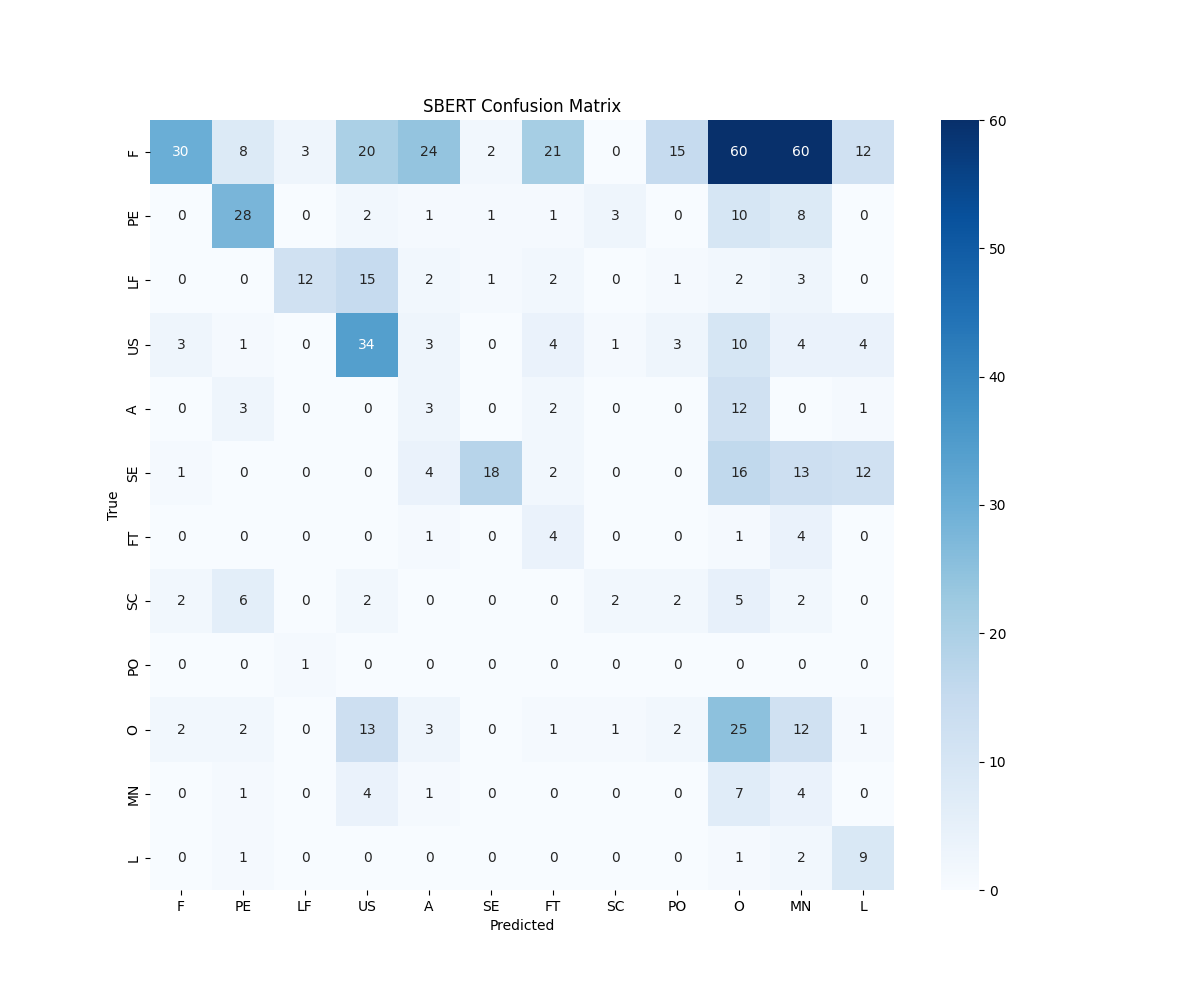 SBERT Confusion Matrix
F 30 8 3 20 24 2 21 0 15 60 60 12
PE 0 28 0 2 1 1 1 3 0 10 8 0
LF 0 0 12 15 2 1 2 0 1 2 3 0
US 3 1 0 34 3 0 4 1 3 10 4 4
A 0 3 0 0 3 0 2 0 0 12 0 1
SE 1 0 0 0 4 18 2 0 0 16 13 12
FT 0 0 0 0 1 0 4 0 0 1 4 0
SC 2 6 0 2 0 0 0 2 2 5 2 0
PO 0 0 1 0 0 0 0 0 0 0 0 0
O 2 2 0 13 3 0 1 1 2 25 12 1
MN 0 1 0 4 1 0 0 0 0 7 4 0
L 0 1 0 0 0 0 0 0 0 1 2 9
F PE LF US A SE FT SC PO O MN L
Predicted
True
60
50
40
30
20
10
0